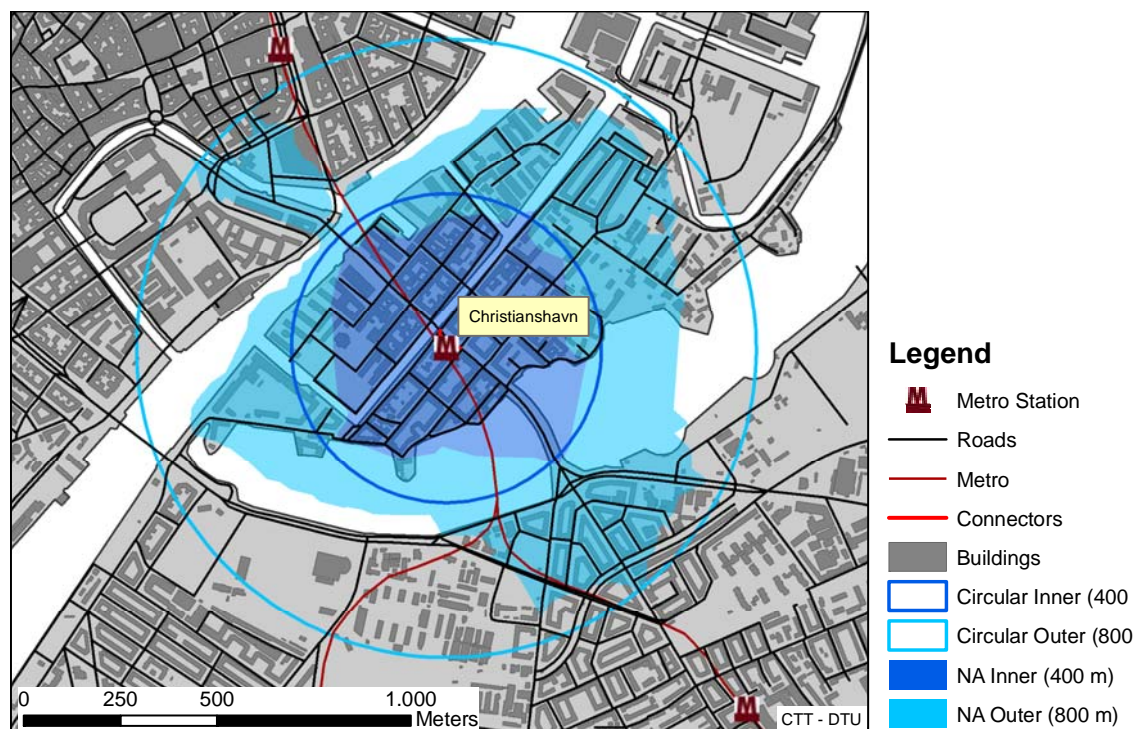 Christianshavn
0 250 500 1.000
Meters
CTT - DTU
Legend
M Metro Station
Roads
Metro
Connectors
Buildings
Circular Inner (400
Circular Outer (800
NA Inner (400 m)
NA Outer (800 m)